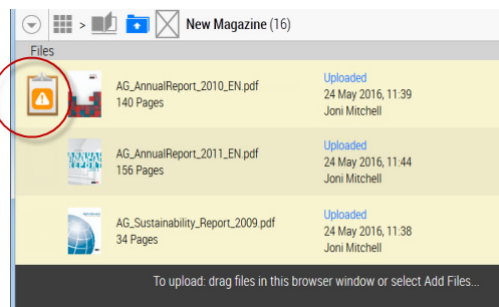 > New Magazine (16)
Files
AG_AnnualReport_2010_EN.pdf
140 Pages
Uploaded
24 May 2016, 11:39
Joni Mitchell
AG_AnnualReport_2011_EN.pdf
156 Pages
Uploaded
24 May 2016, 11:44
Joni Mitchell
AG_Sustainability_Report_2009.pdf
34 Pages
Uploaded
24 May 2016, 11:38
Joni Mitchell
To upload: drag files in this browser window or select Add Files...